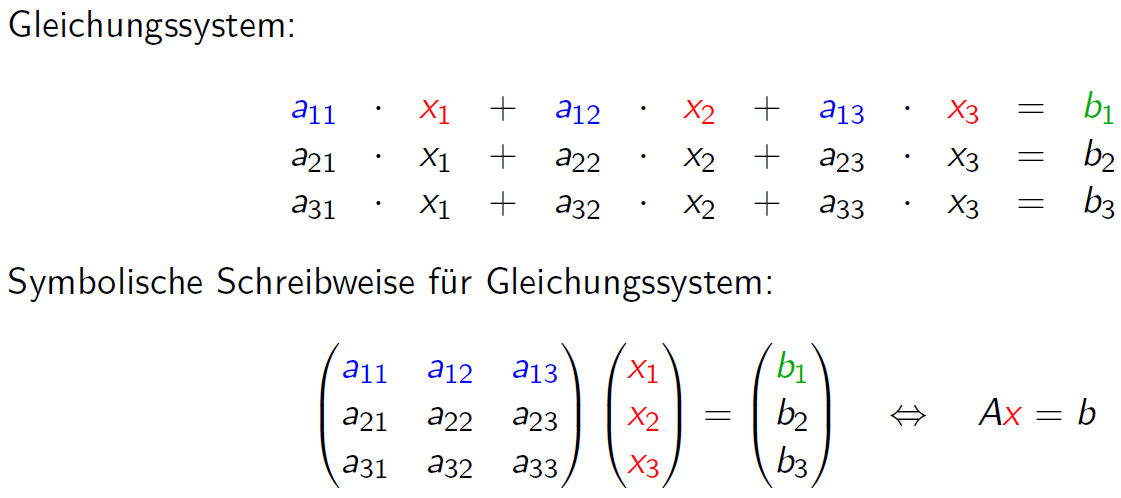 Gleichungssystem:
a₁₁ · x₁ + a₁₂ · x₂ + a₁₃ · x₃ = b₁
a₂₁ · x₁ + a₂₂ · x₂ + a₂₃ · x₃ = b₂
a₃₁ · x₁ + a₃₂ · x₂ + a₃₃ · x₃ = b₃
Symbolische Schreibweise für Gleichungssystem:
(a₁₁ a₁₂ a₁₃) (x₁) (b₁)
(a₂₁ a₂₂ a₂₃) (x₂) = (b₂) ⇔ Ax = b
(a₃₁ a₃₂ a₃₃) (x₃) (b₃)